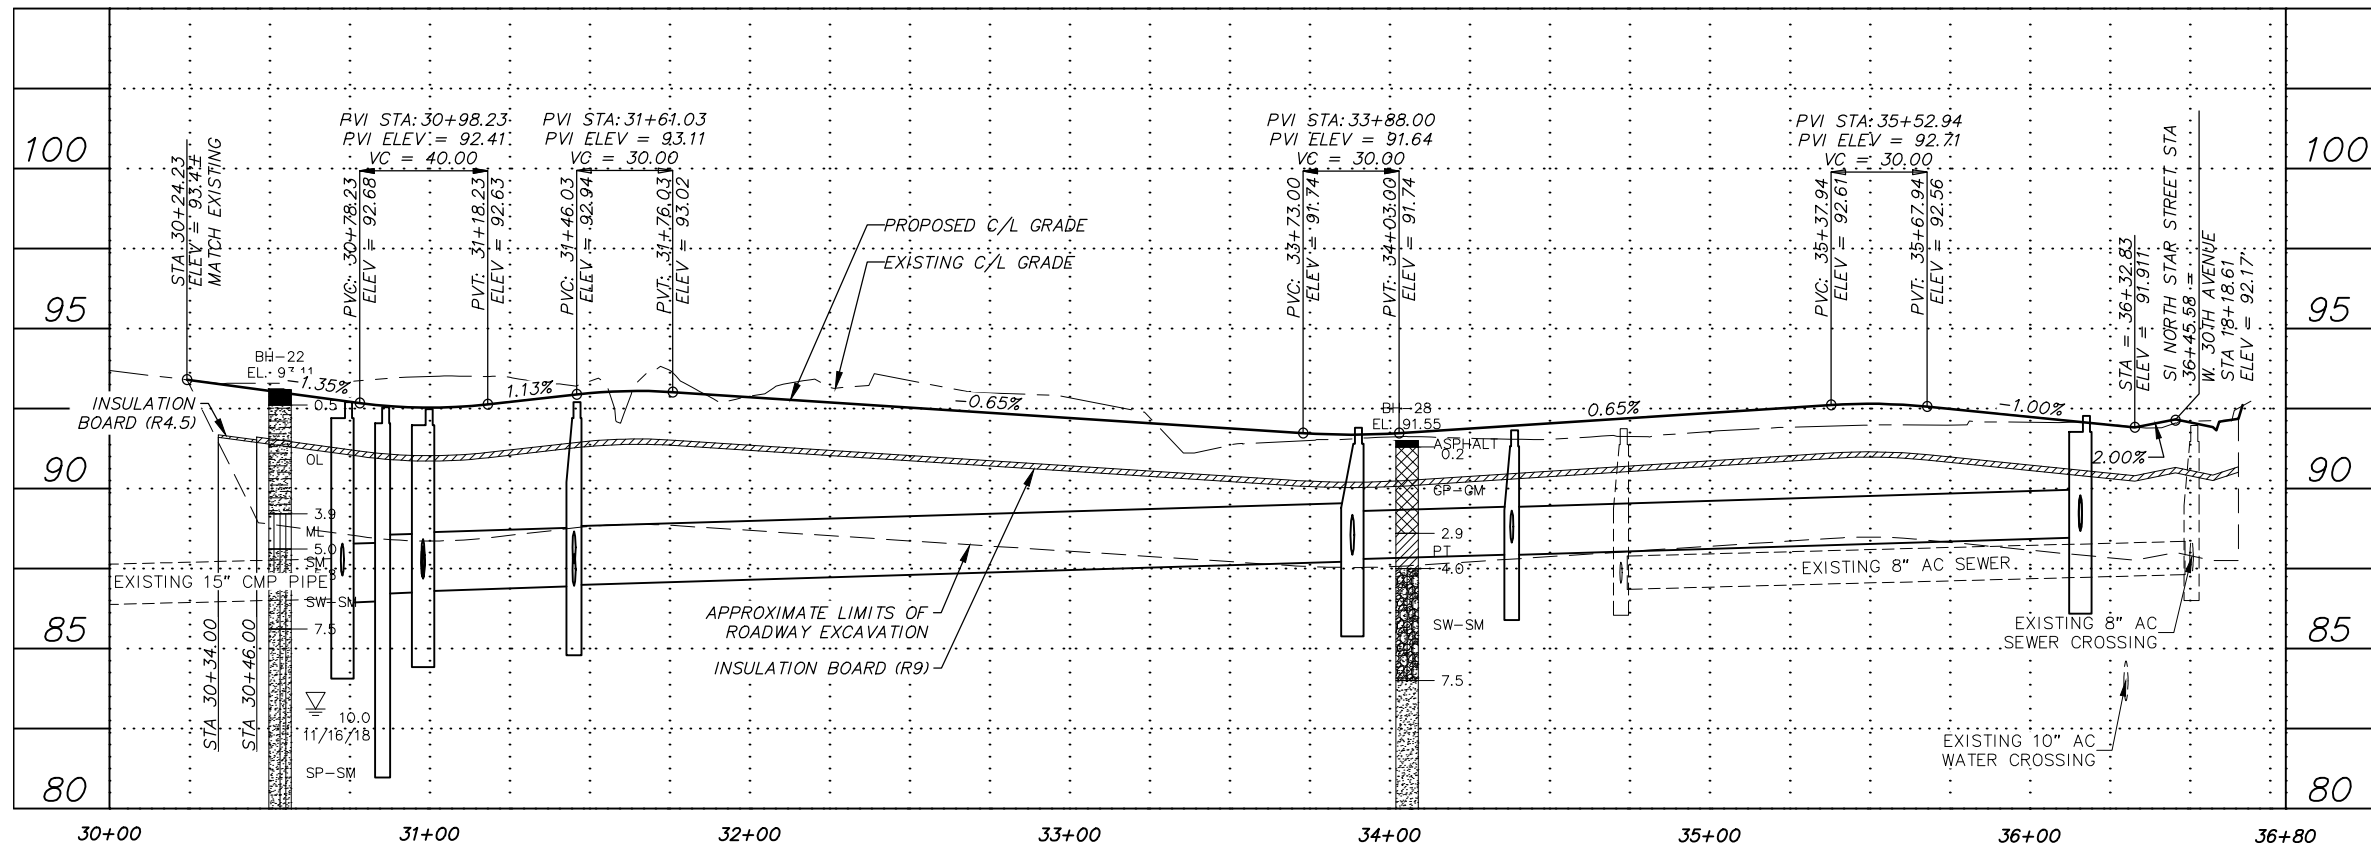 PVI STA: 30+98.23
PVI ELEV = 92.41
VC = 40.00
PVI STA: 31+61.03
PVI ELEV = 93.11
VC = 30.00
PVI STA: 33+88.00
PVI ELEV = 91.64
VC = 30.00
PVI STA: 35+52.94
PVI ELEV = 92.71
VC = 30.00
100
95
90
85
80
100
95
90
85
80
STA 30+24.23
ELEV = 93.4±
MATCH EXISTING
PVC: 30+78.23
ELEV = 92.68
PVT: 31+18.23
ELEV = 92.63
PVC: 31+46.03
ELEV = 92.94
PVT: 31+76.03
ELEV = 93.02
PROPOSED C/L GRADE
EXISTING C/L GRADE
PVC: 33+73.00
ELEV = 91.74
PVT: 34+03.00
ELEV = 91.74
PVC: 35+37.94
ELEV = 92.61
PVT: 35+67.94
ELEV = 92.56
STA = 36+32.83
ELEV = 91.911'
SI NORTH STAR STREET STA
36+45.58 =
W. 30TH AVENUE
STA 18+18.61
ELEV = 92.17'
BH-22
-1.35%
1.13%
-0.65%
0.65%
-1.00%
2.00%
INSULATION
BOARD (R4.5)
0.5
OL
3.9
ML
5.0
SM
EXISTING 15" CMP PIPE
SW-SM
7.5
10.0
11/16/18
SP-SM
STA 30+34.00
STA 30+46.00
BH-28
EL. 91.55
ASPHALT
0.2
GP-GM
2.9
PT
4.0
SW-SM
7.5
APPROXIMATE LIMITS OF
ROADWAY EXCAVATION
INSULATION BOARD (R9)
EXISTING 8" AC SEWER
EXISTING 8" AC
SEWER CROSSING
EXISTING 10" AC
WATER CROSSING
30+00
31+00
32+00
33+00
34+00
35+00
36+00
36+80